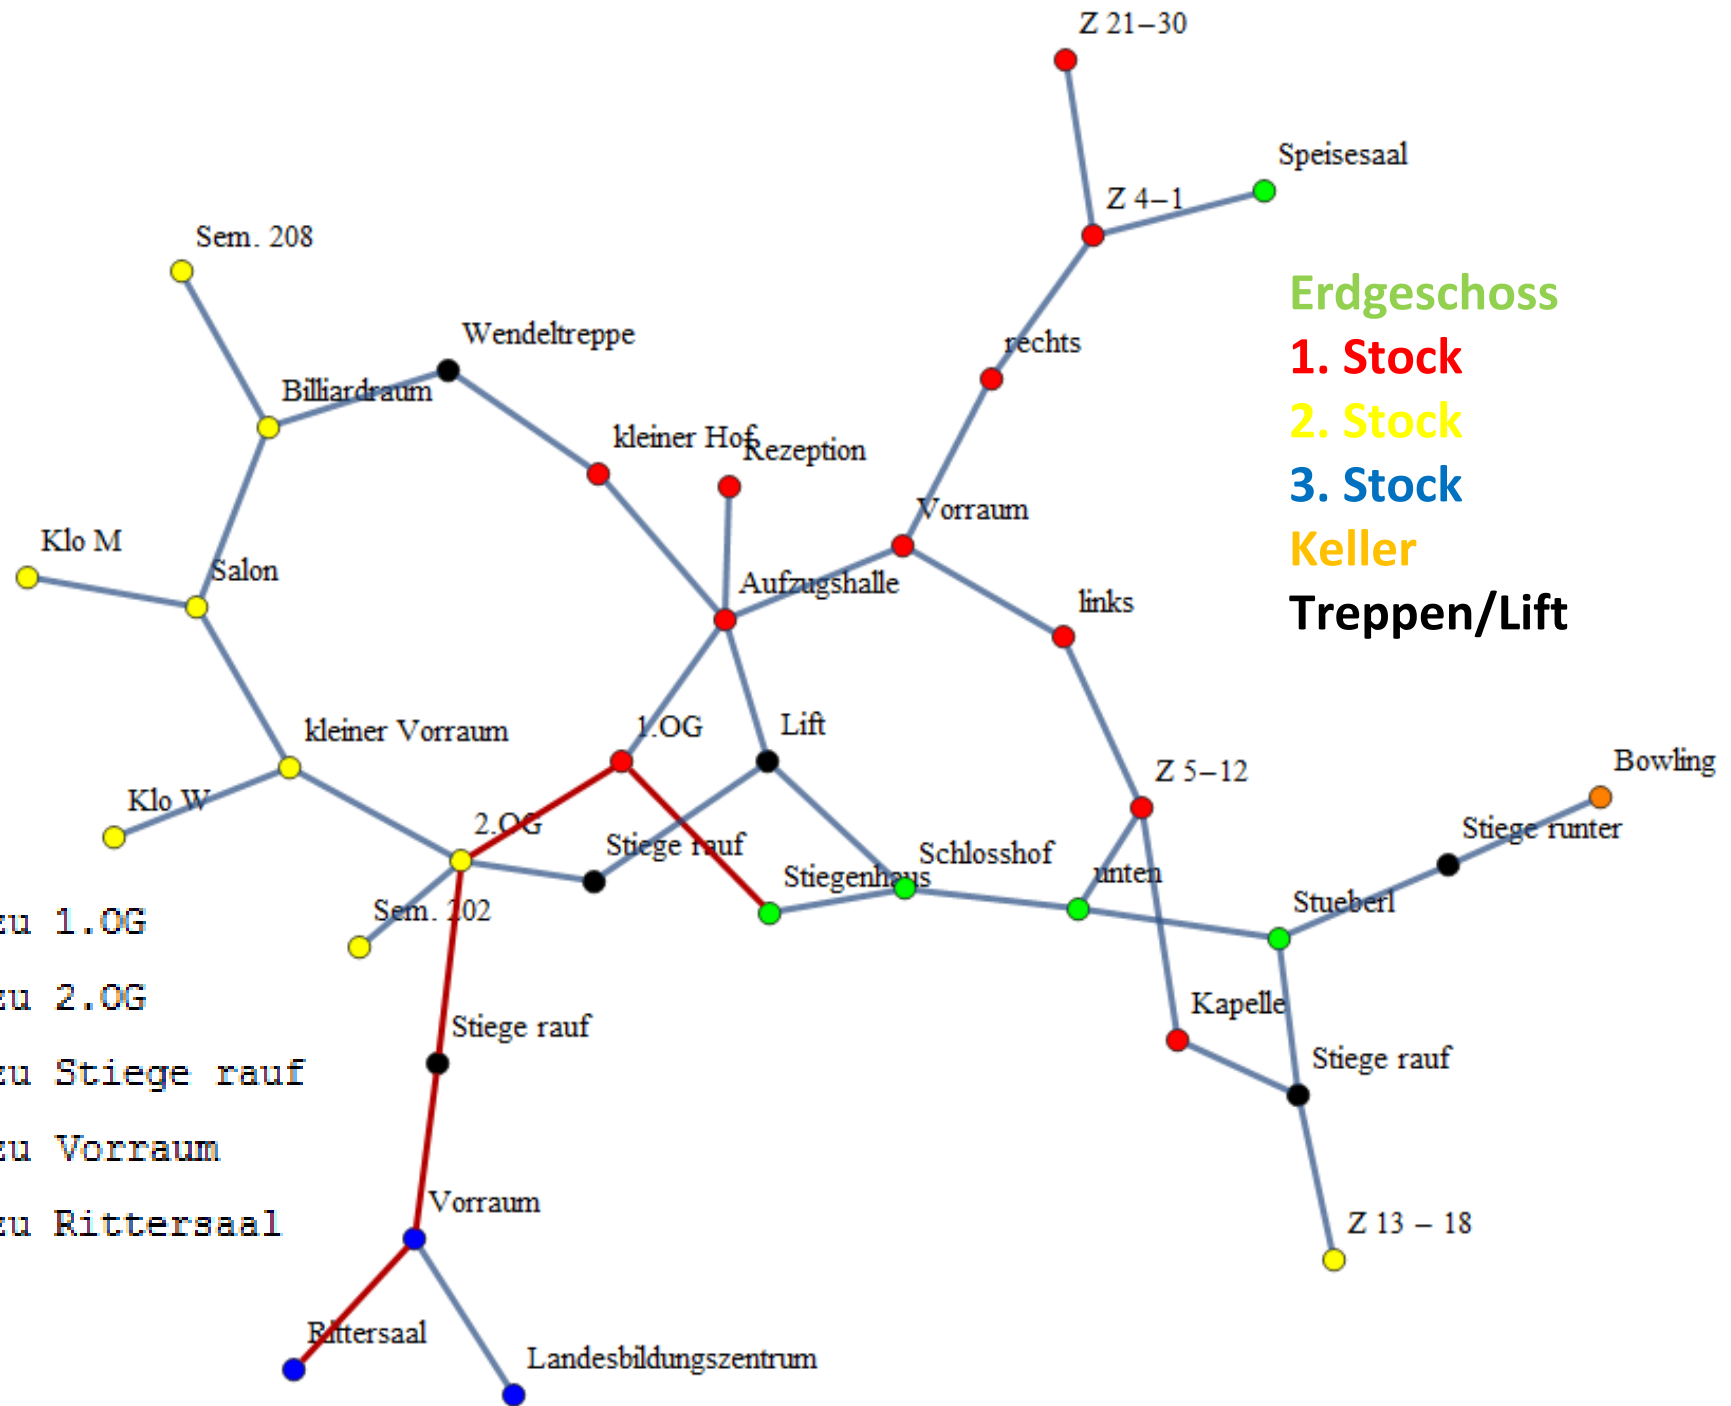 Z 21–30
Speisesaal
Z 4–1
Sem. 208
Erdgeschoss
Wendeltreppe
rechts
1. Stock
Billiardraum
2. Stock
kleiner Hof
Rezeption
3. Stock
Vorraum
Klo M
Keller
Salon
Aufzugshalle
links
Treppen/Lift
kleiner Vorraum
1.OG
Lift
Z 5–12
Bowling
Klo W
2.OG
Stiege rauf
Stiege runter
Schlosshof
Stiegenhaus
unten
Stueberl
Sem. 202
zu 1.OG
zu 2.OG
Kapelle
Stiege rauf
Stiege rauf
zu Stiege rauf
zu Vorraum
Vorraum
zu Rittersaal
Z 13 – 18
Rittersaal
Landesbildungszentrum